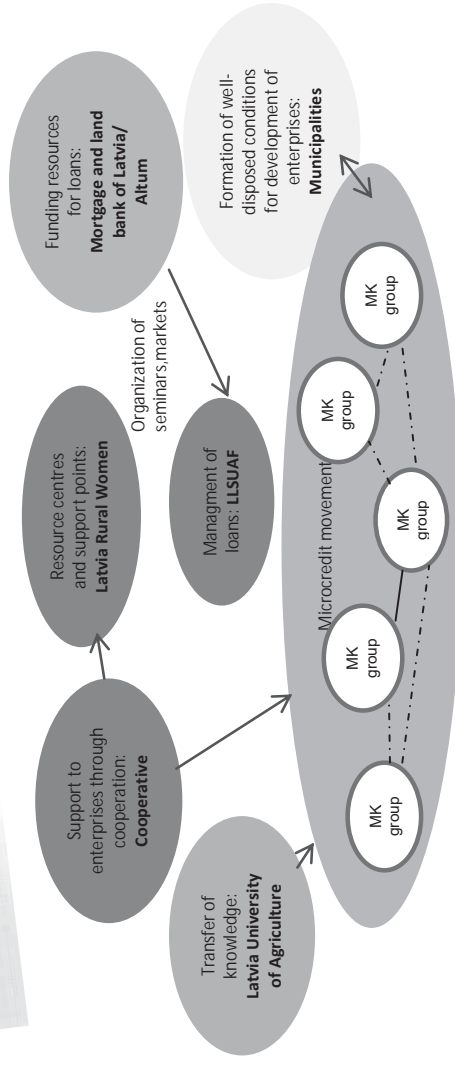 Transfer of
knowledge:
Latvia University
of Agriculture
Support to
enterprises through
cooperation:
Cooperative
Resource centres
and support points:
Latvia Rural Women
Organization of
seminars,markets
Funding resources
for loans:
Mortgage and land
bank of Latvia/
Altum
Managment of
loans: LLSUAF
Formation of well-
disposed conditions
for development of
enterprises:
Municipalities
Microcredit movement
MK
group
MK
group
MK
group
MK
group
MK
group